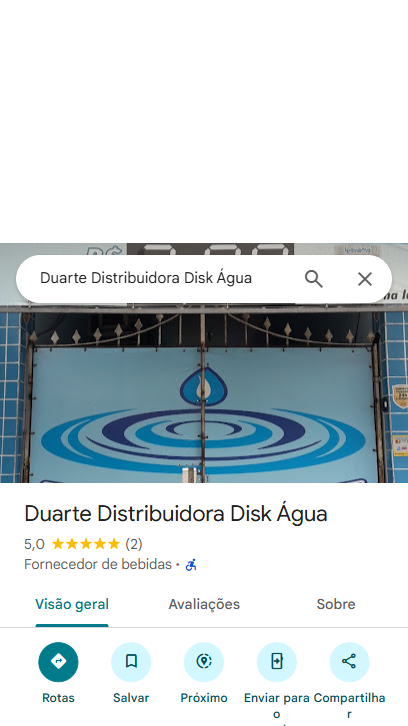 Duarte Distribuidora Disk Água
Duarte Distribuidora Disk Água
5,0 (2)
Fornecedor de bebidas ·
Visão geral Avaliações Sobre
Rotas Salvar Próximo Enviar para Compartilha
o r